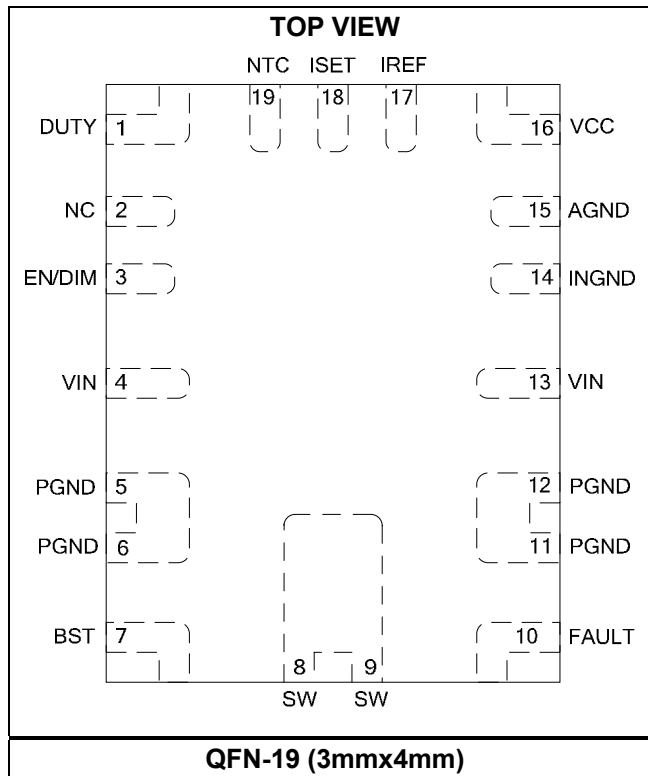 TOP VIEW
NTC ISET IREF
19 18 17
DUTY 1 16 VCC
NC 2 15 AGND
EN/DIM 3 14 INGND
VIN 4 13 VIN
PGND 5 12 PGND
PGND 6 11 PGND
BST 7 10 FAULT
8 9
SW SW
QFN-19 (3mmx4mm)